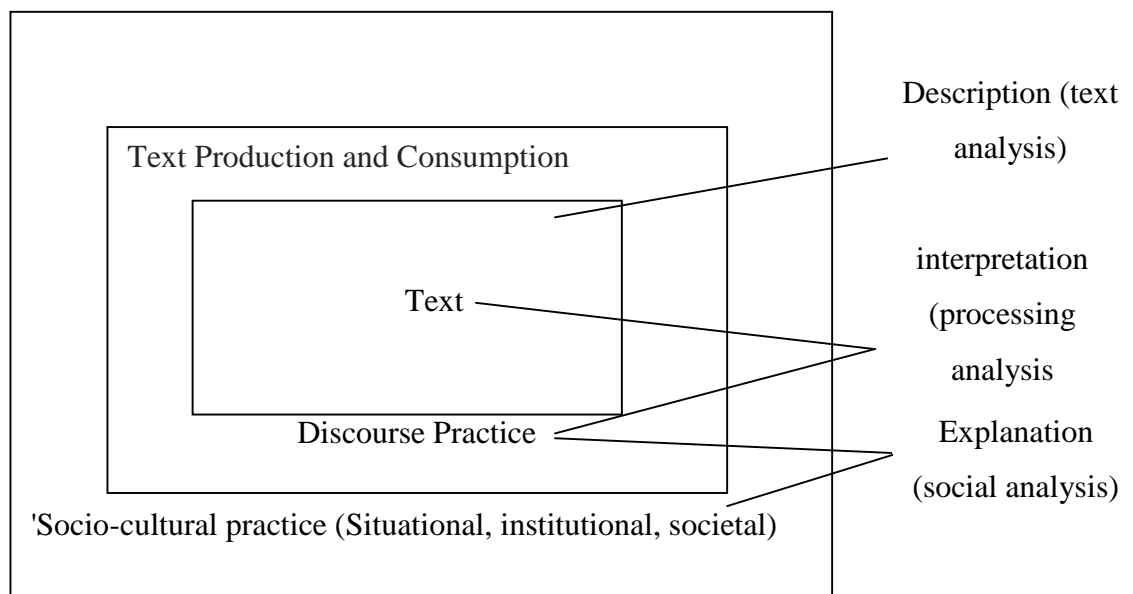 Description (text
analysis)
Text Production and Consumption
interpretation
(processing
analysis
Text
Discourse Practice
Explanation
(social analysis)
'Socio-cultural practice (Situational, institutional, societal)